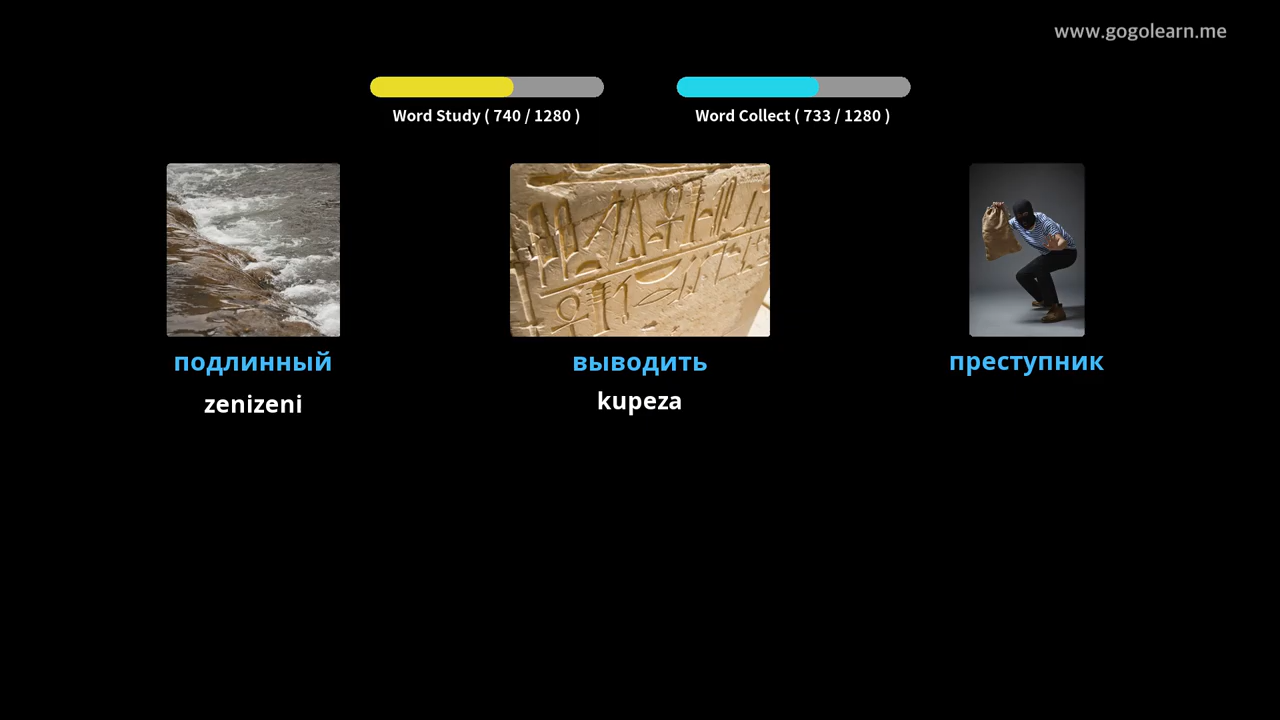 www.gogolearn.me
Word Study ( 740 / 1280 )
Word Collect ( 733 / 1280 )
подлинный
выводить
преступник
zenizeni
kupeza